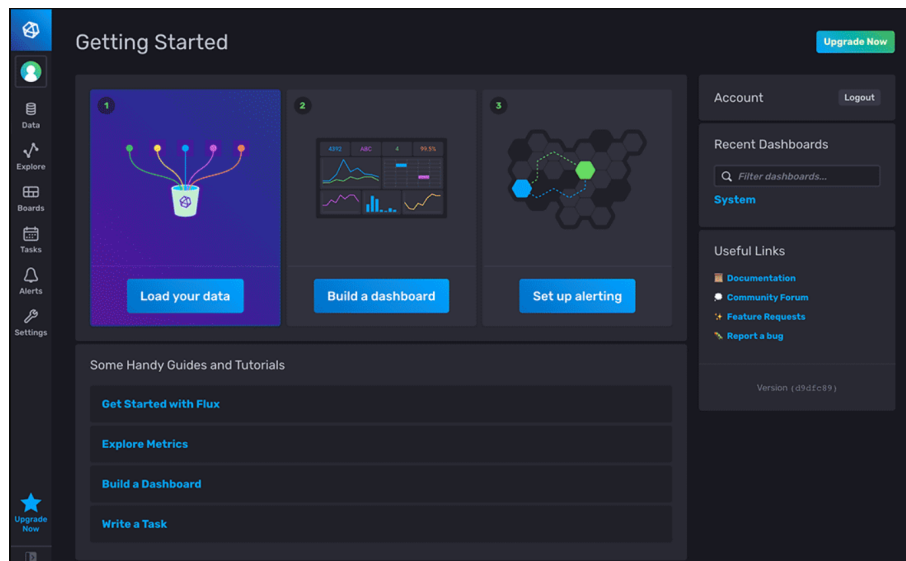 Getting Started
Upgrade Now
Data
Explore
Boards
Tasks
Alerts
Settings
Upgrade
Now
1
2
3
4392 ABC 4 99.5%
Load your data
Build a dashboard
Set up alerting
Some Handy Guides and Tutorials
Get Started with Flux
Explore Metrics
Build a Dashboard
Write a Task
Account
Logout
Recent Dashboards
Filter dashboards...
System
Useful Links
Documentation
Community Forum
Feature Requests
Report a bug
Version (d9dfc89)